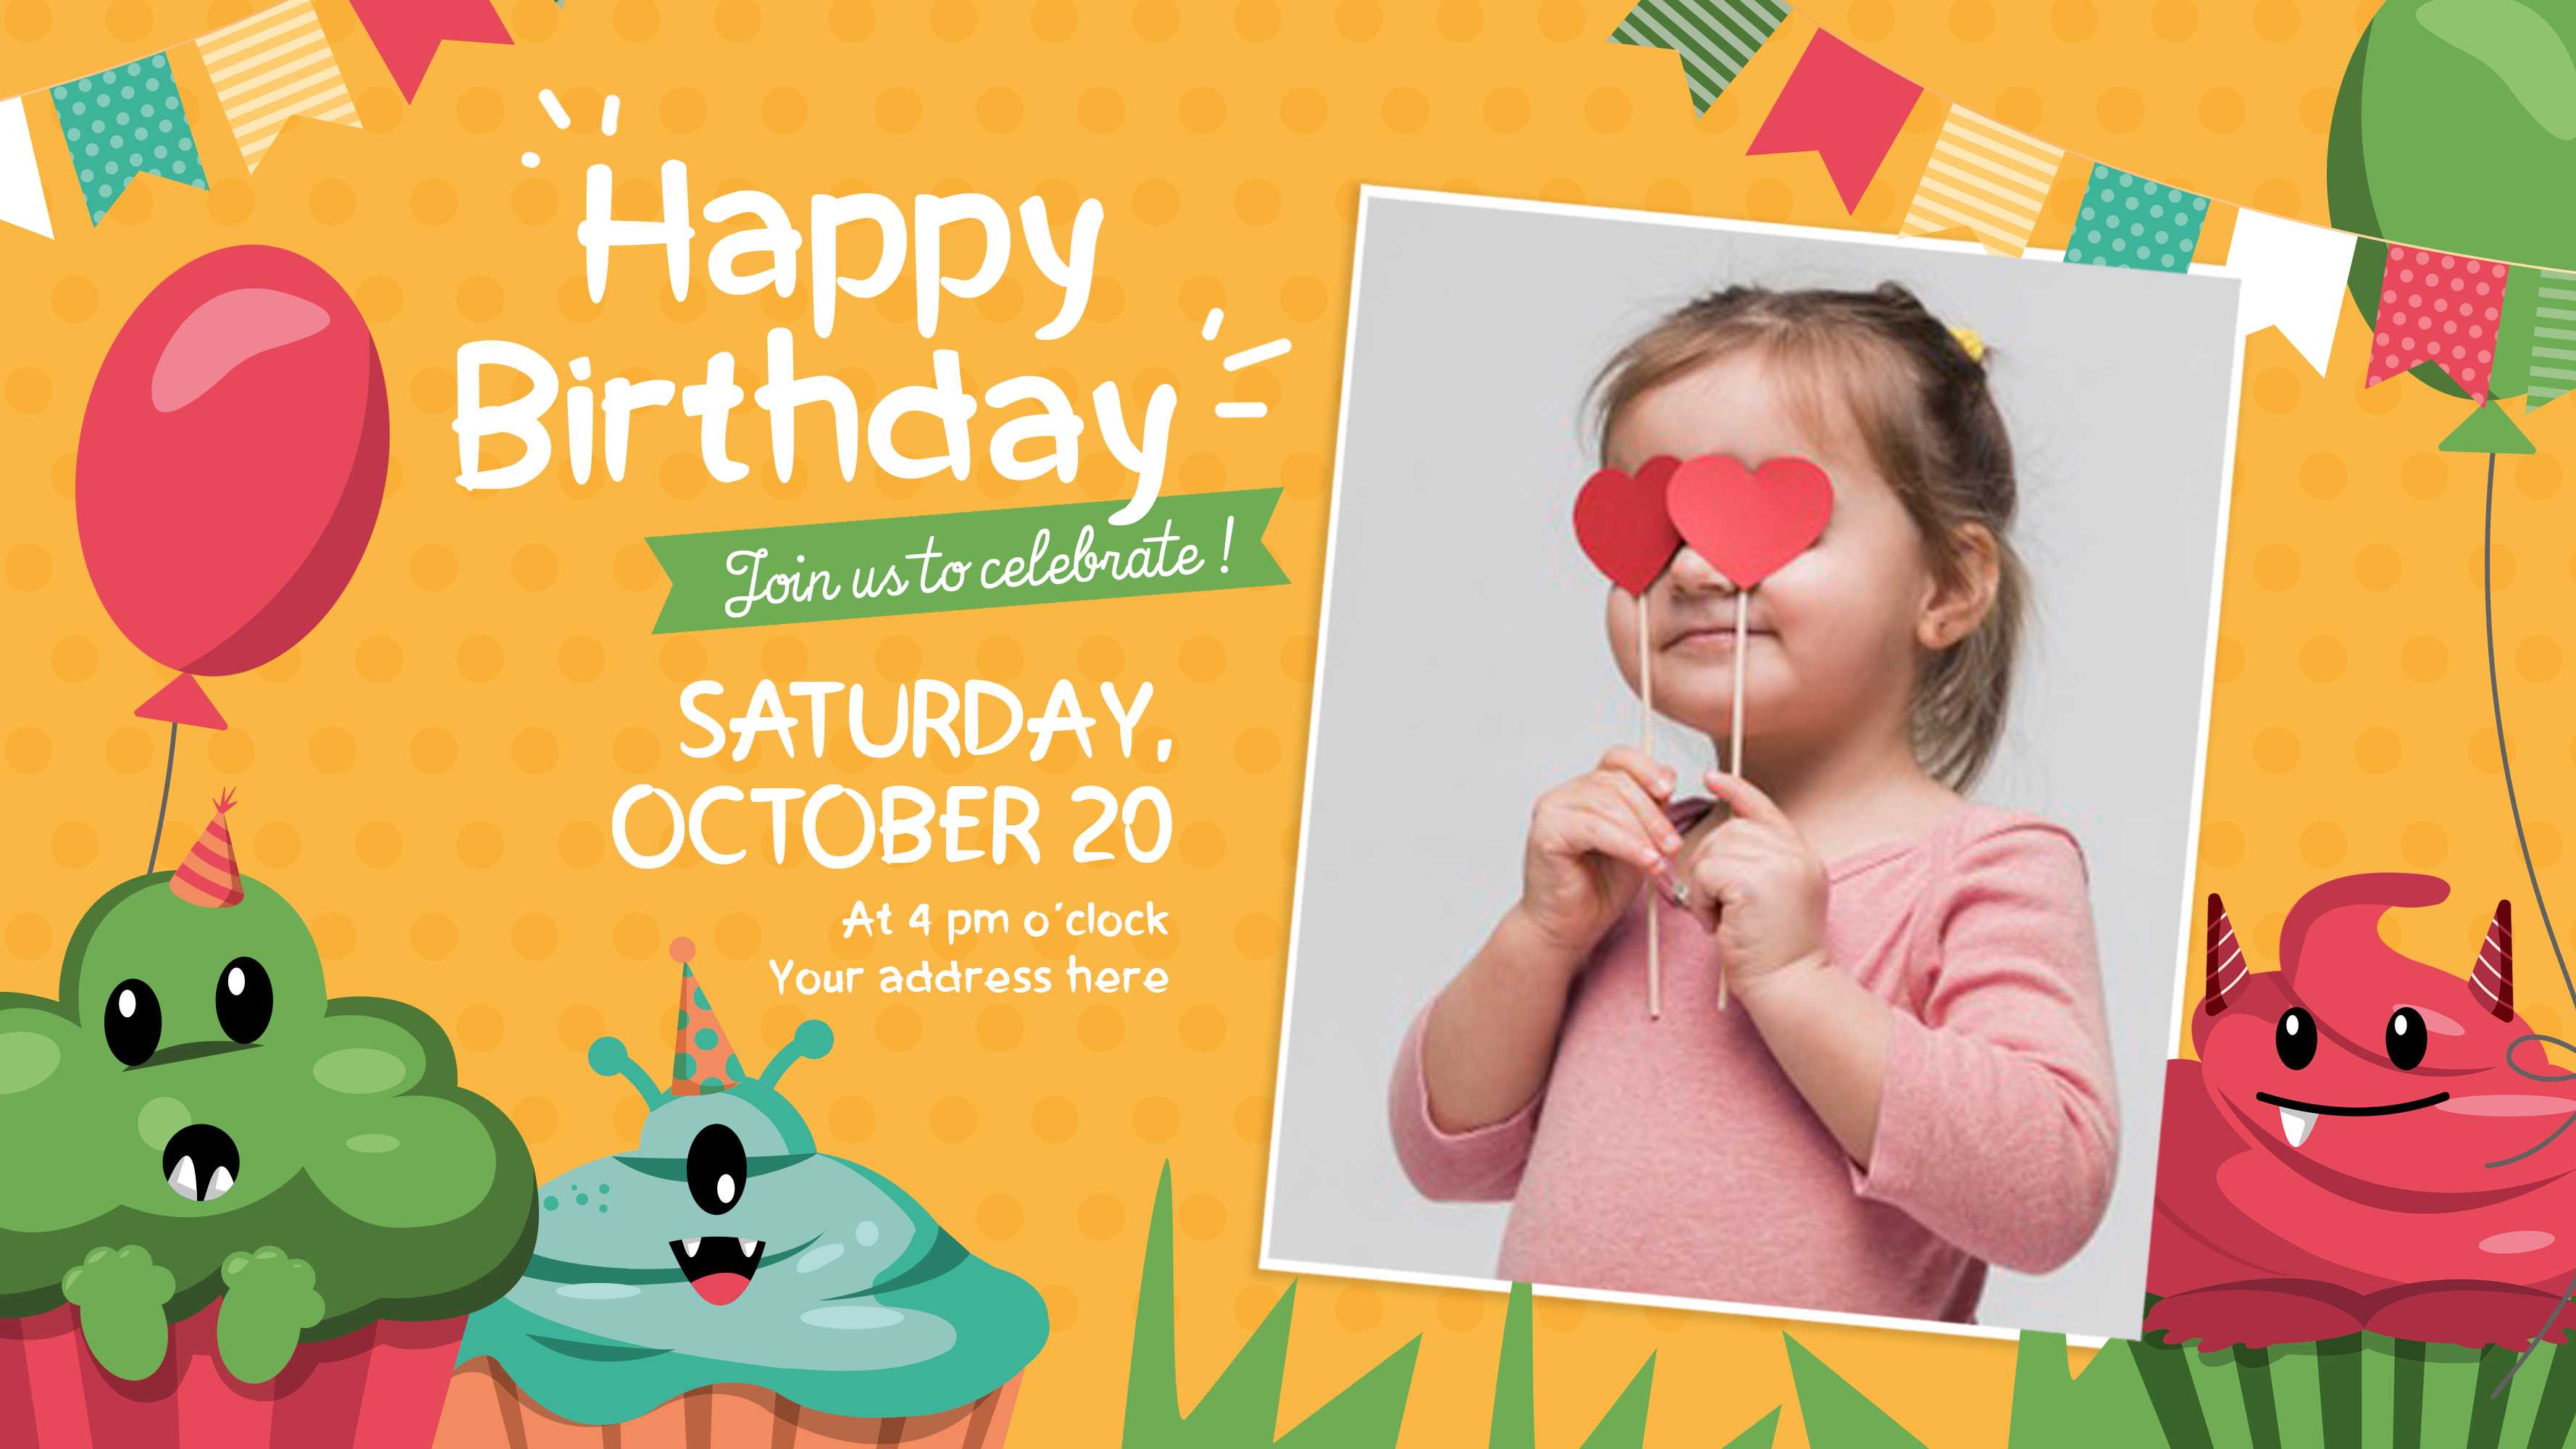 Happy
Birthday
Join us to celebrate !
SATURDAY,
OCTOBER 20
At 4 pm o'clock
Your address here